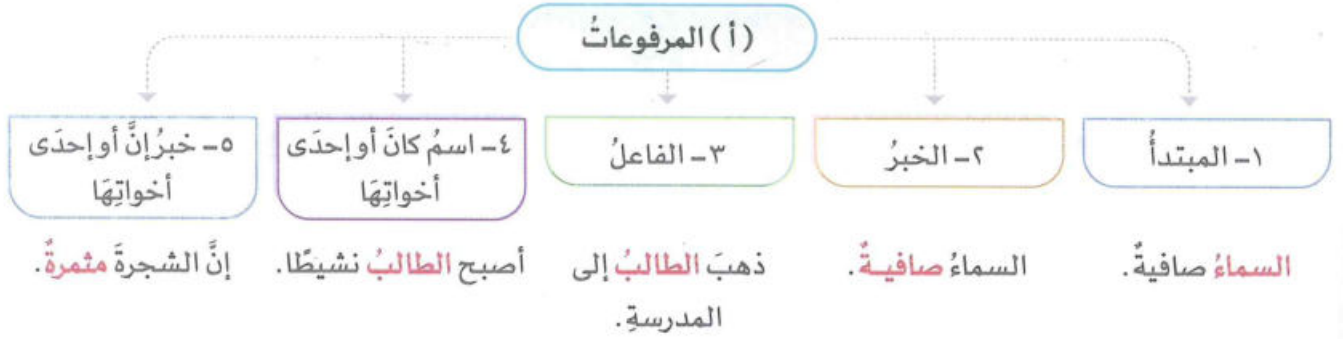 (أ) المرفوعاتُ
١- المبتدأُ
٢- الخبرُ
٣- الفاعلُ
٤- اسمُ كانَ أو إحدَى
أخواتِهَا
٥- خبرُ إنَّ أو إحدَى
أخواتِهَا
السماءُ صافيةٌ.
السماءُ صافيــةٌ.
ذهبَ الطالبُ إلى
المدرسةِ.
أصبح الطالبُ نشيطًا.
إنَّ الشجرةَ مثمرةٌ.